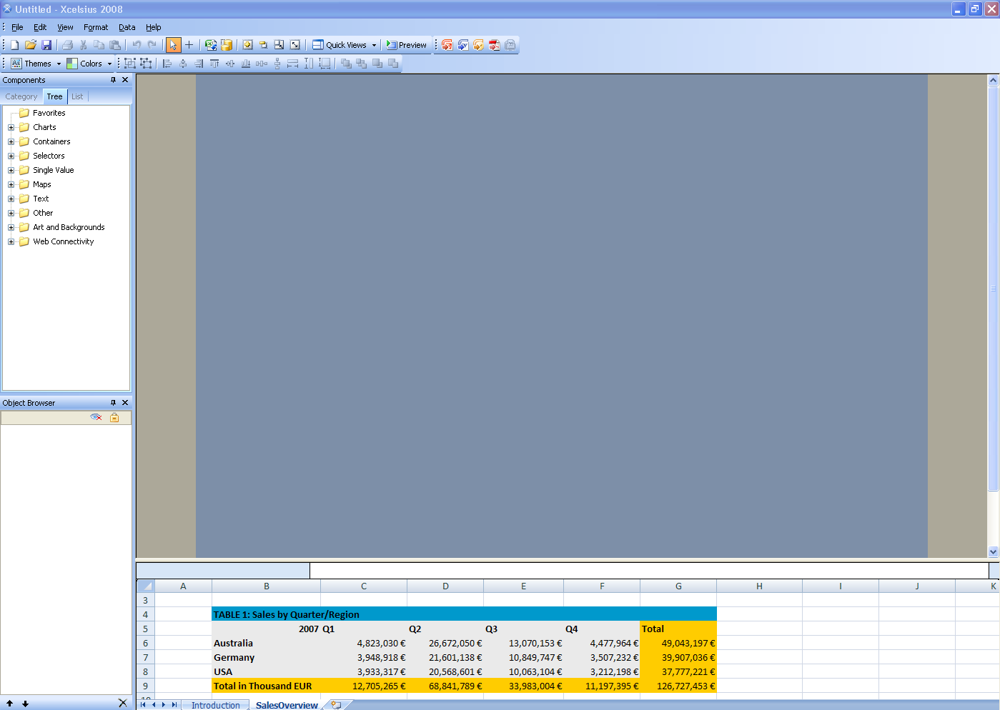 Untitled - Xcelsius 2008
File Edit View Format Data Help
Quick Views Preview
Themes Colors
Components
Category Tree List
Favorites
Charts
Containers
Selectors
Single Value
Maps
Text
Other
Art and Backgrounds
Web Connectivity
Object Browser
A B C D E F G H I J K
3
4 TABLE 1: Sales by Quarter/Region
5 2007 Q1 Q2 Q3 Q4 Total
6 Australia 4,823,030 € 26,672,050 € 13,070,153 € 4,477,964 € 49,043,197 €
7 Germany 3,948,918 € 21,601,138 € 10,849,747 € 3,507,232 € 39,907,036 €
8 USA 3,933,317 € 20,568,601 € 10,063,104 € 3,212,198 € 37,777,221 €
9 Total in Thousand EUR 12,705,265 € 68,841,789 € 33,983,004 € 11,197,395 € 126,727,453 €
10
Introduction SalesOverview